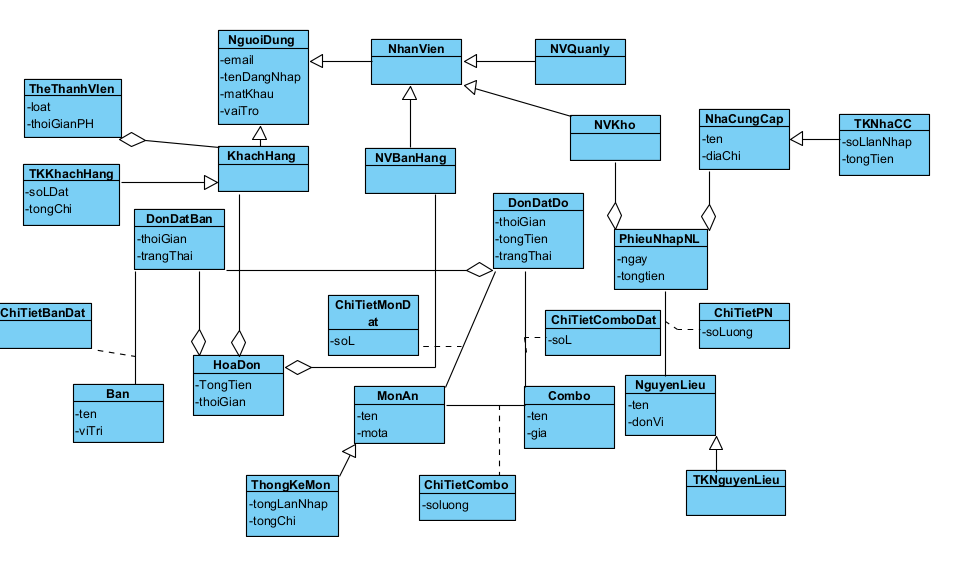 NguoiDung
-email
-tenDangNhap
-matKhau
-vaiTro
NhanVien
NVQuanly
TheThanhVIen
-loat
-thoiGianPH
NVKho
NhaCungCap
-ten
-diaChi
TKNhaCC
-soLIanNhap
-tongTien
KhachHang
NVBanHang
TKKhachHang
-soLDat
-tongChi
DonDatBan
-thoiGian
-trangThai
DonDatDo
-thoiGian
-tongTien
-trangThai
PhieuNhapNL
-ngay
-tongtien
ChiTietBanDat
ChiTietMonD
at
-soL
ChiTietComboDat
-soL
ChiTietPN
-soLuong
HoaDon
-TongTien
-thoiGian
Ban
-ten
-viTri
MonAn
-ten
-mota
Combo
-ten
-gia
NguyenLieu
-ten
-donVi
ThongKeMon
-tongLanNhap
-tongChi
ChiTietCombo
-soluong
TKNguyenLieu